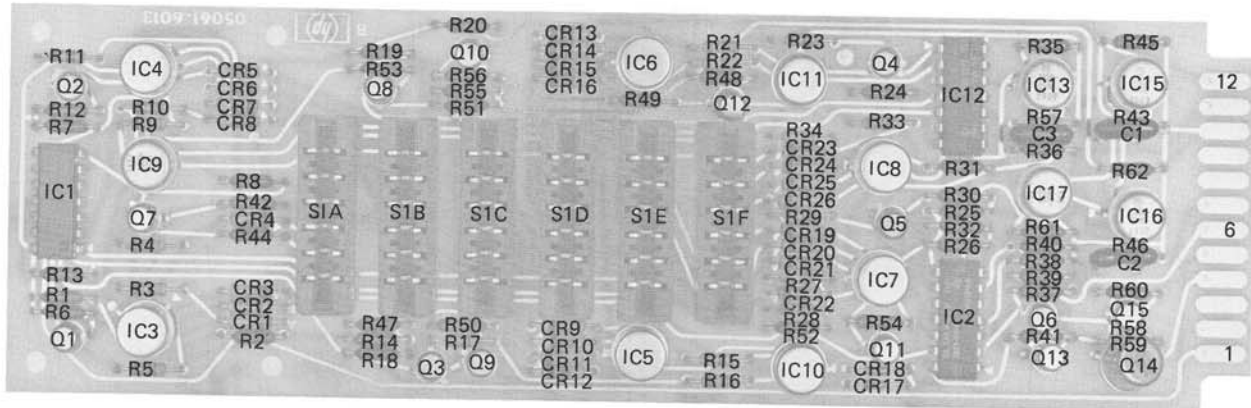 05061-6013
hp
B
R11
IC4
Q2
CR5
CR6
CR7
CR8
R12
R7
R10
R9
IC9
IC1
R8
R42
CR4
R44
Q7
R4
R13
R1
R6
Q1
R3
IC3
R5
CR3
CR2
CR1
R2
R20
R19
R53
Q8
Q10
R56
R55
R51
CR13
CR14
CR15
CR16
IC6
R49
R21
R22
R48
Q12
S1A
S1B
S1C
S1D
S1E
S1F
R47
R14
R18
R50
R17
Q3
Q9
CR9
CR10
CR11
CR12
IC5
R15
R16
R23
IC11
Q4
R24
R33
R34
CR23
CR24
CR25
CR26
R29
CR19
CR20
CR21
R27
CR22
R28
R52
IC10
IC8
Q5
IC7
R54
Q11
CR18
CR17
IC12
R31
R30
R25
R32
R26
IC2
R35
IC13
R57
C3
R36
IC17
R61
R40
R38
R39
R37
Q6
R41
Q13
R45
IC15
R43
C1
R62
IC16
R46
C2
R60
Q15
R58
R59
Q14
12
6
1